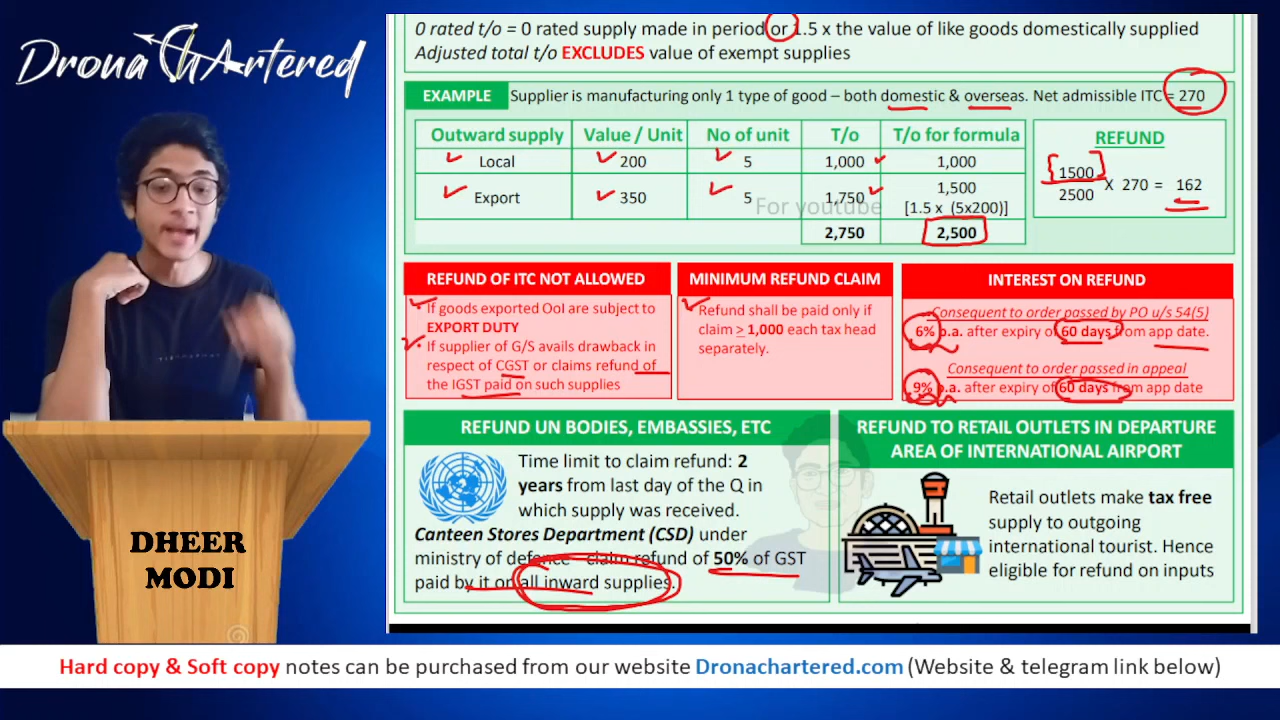 Drona CHArtered
0 rated t/o = 0 rated supply made in period or 1.5 x the value of like goods domestically supplied
Adjusted total t/o EXCLUDES value of exempt supplies
EXAMPLE Supplier is manufacturing only 1 type of good – both domestic & overseas. Net admissible ITC = 270
Outward supply Value / Unit No of unit T/o T/o for formula
Local 200 5 1,000 1,000
Export 350 5 1,750 1,500
[1.5 x (5x200)]
2,750 2,500
REFUND
1500
2500 X 270 = 162
For youtube
REFUND OF ITC NOT ALLOWED
If goods exported OoI are subject to
EXPORT DUTY
• If supplier of G/S avails drawback in
respect of CGST or claims refund of
the IGST paid on such supplies
MINIMUM REFUND CLAIM
Refund shall be paid only if
claim ≥ 1,000 each tax head
separately.
INTEREST ON REFUND
Consequent to order passed by PO u/s 54(5)
6% p.a. after expiry of 60 days from app date.
Consequent to order passed in appeal
9% p.a. after expiry of 60 days from app date
REFUND UN BODIES, EMBASSIES, ETC
Time limit to claim refund: 2
years from last day of the Q in
which supply was received.
Canteen Stores Department (CSD) under
ministry of defence - claim refund of 50% of GST
paid by it on all inward supplies.
REFUND TO RETAIL OUTLETS IN DEPARTURE
AREA OF INTERNATIONAL AIRPORT
Retail outlets make tax free
supply to outgoing
international tourist. Hence
eligible for refund on inputs
DHEER
MODI
Hard copy & Soft copy notes can be purchased from our website Dronachartered.com (Website & telegram link below)